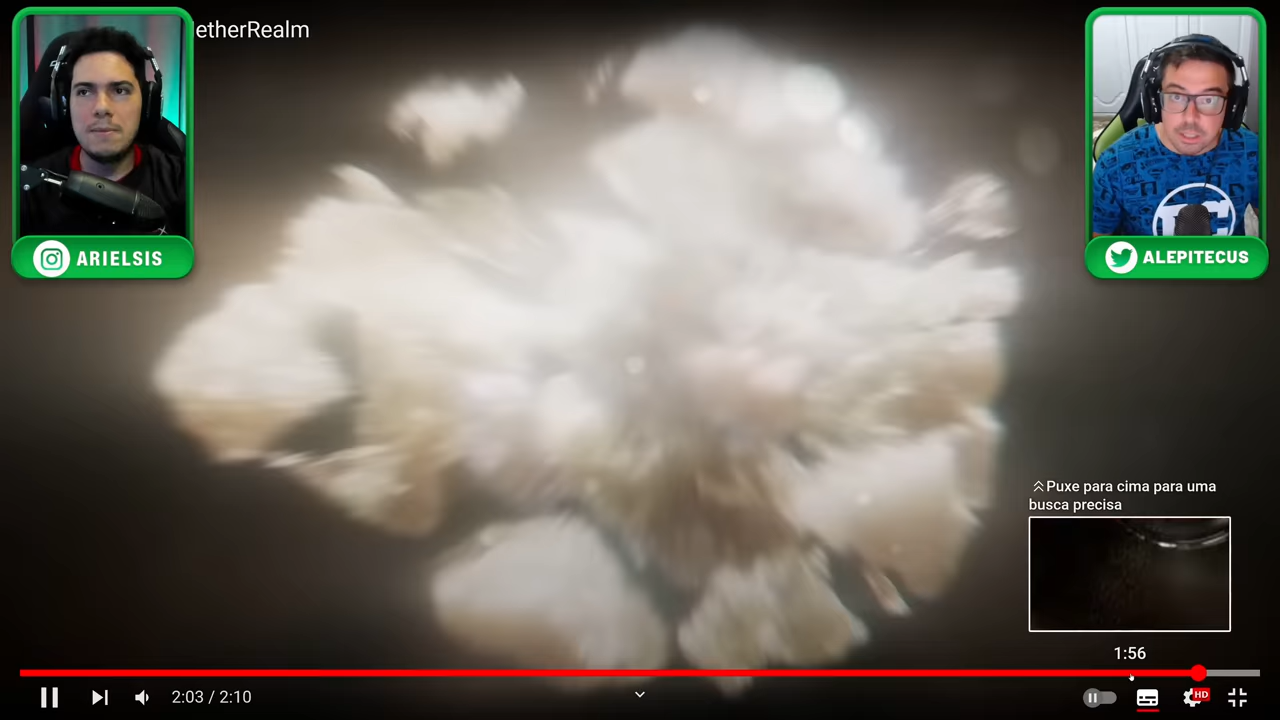 etherRealm
ARIELSIS
ALEPITECUS
Puxe para cima para uma
busca precisa
1:56
2:03 / 2:10
HD